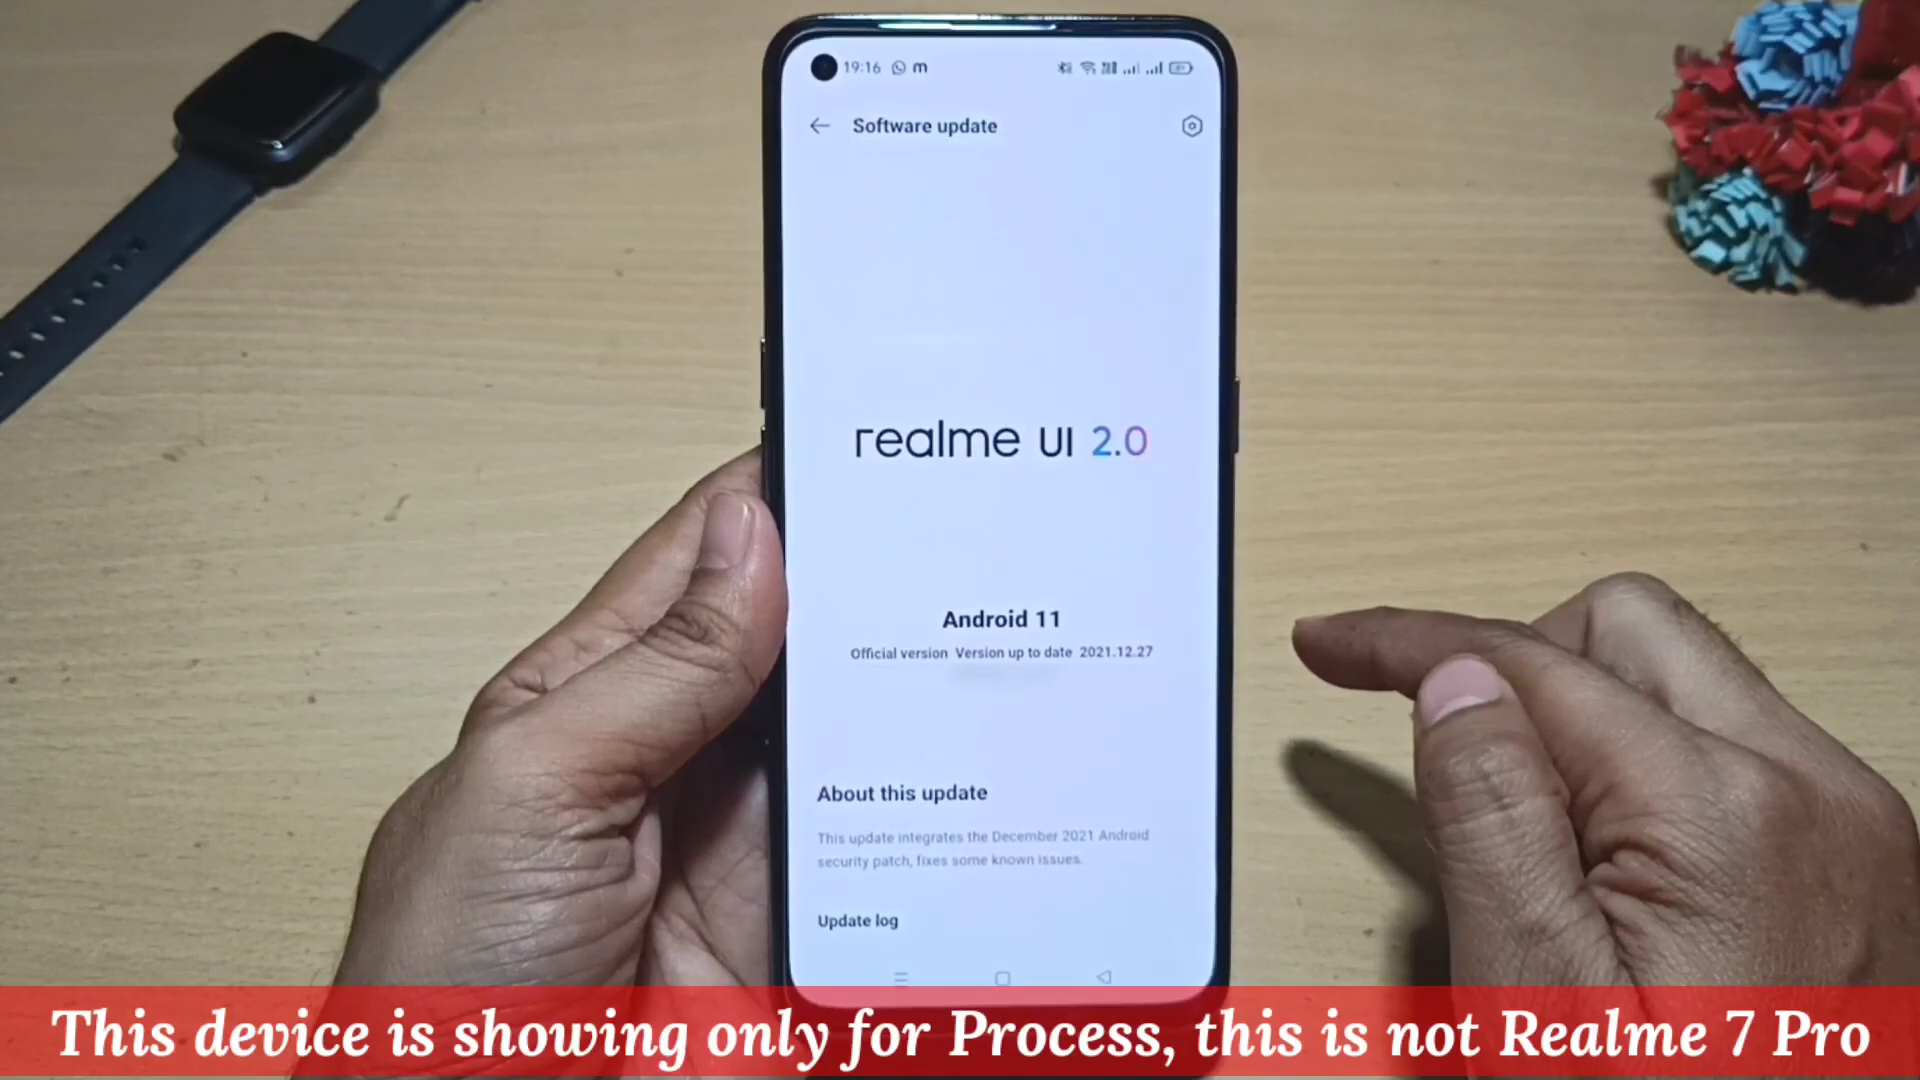 19:16 m
Software update
realme UI 2.0
Android 11
Official version Version up to date 2021.12.27
About this update
This update integrates the December 2021 Android
security patch, fixes some known issues.
Update log
This device is showing only for Process, this is not Realme 7 Pro